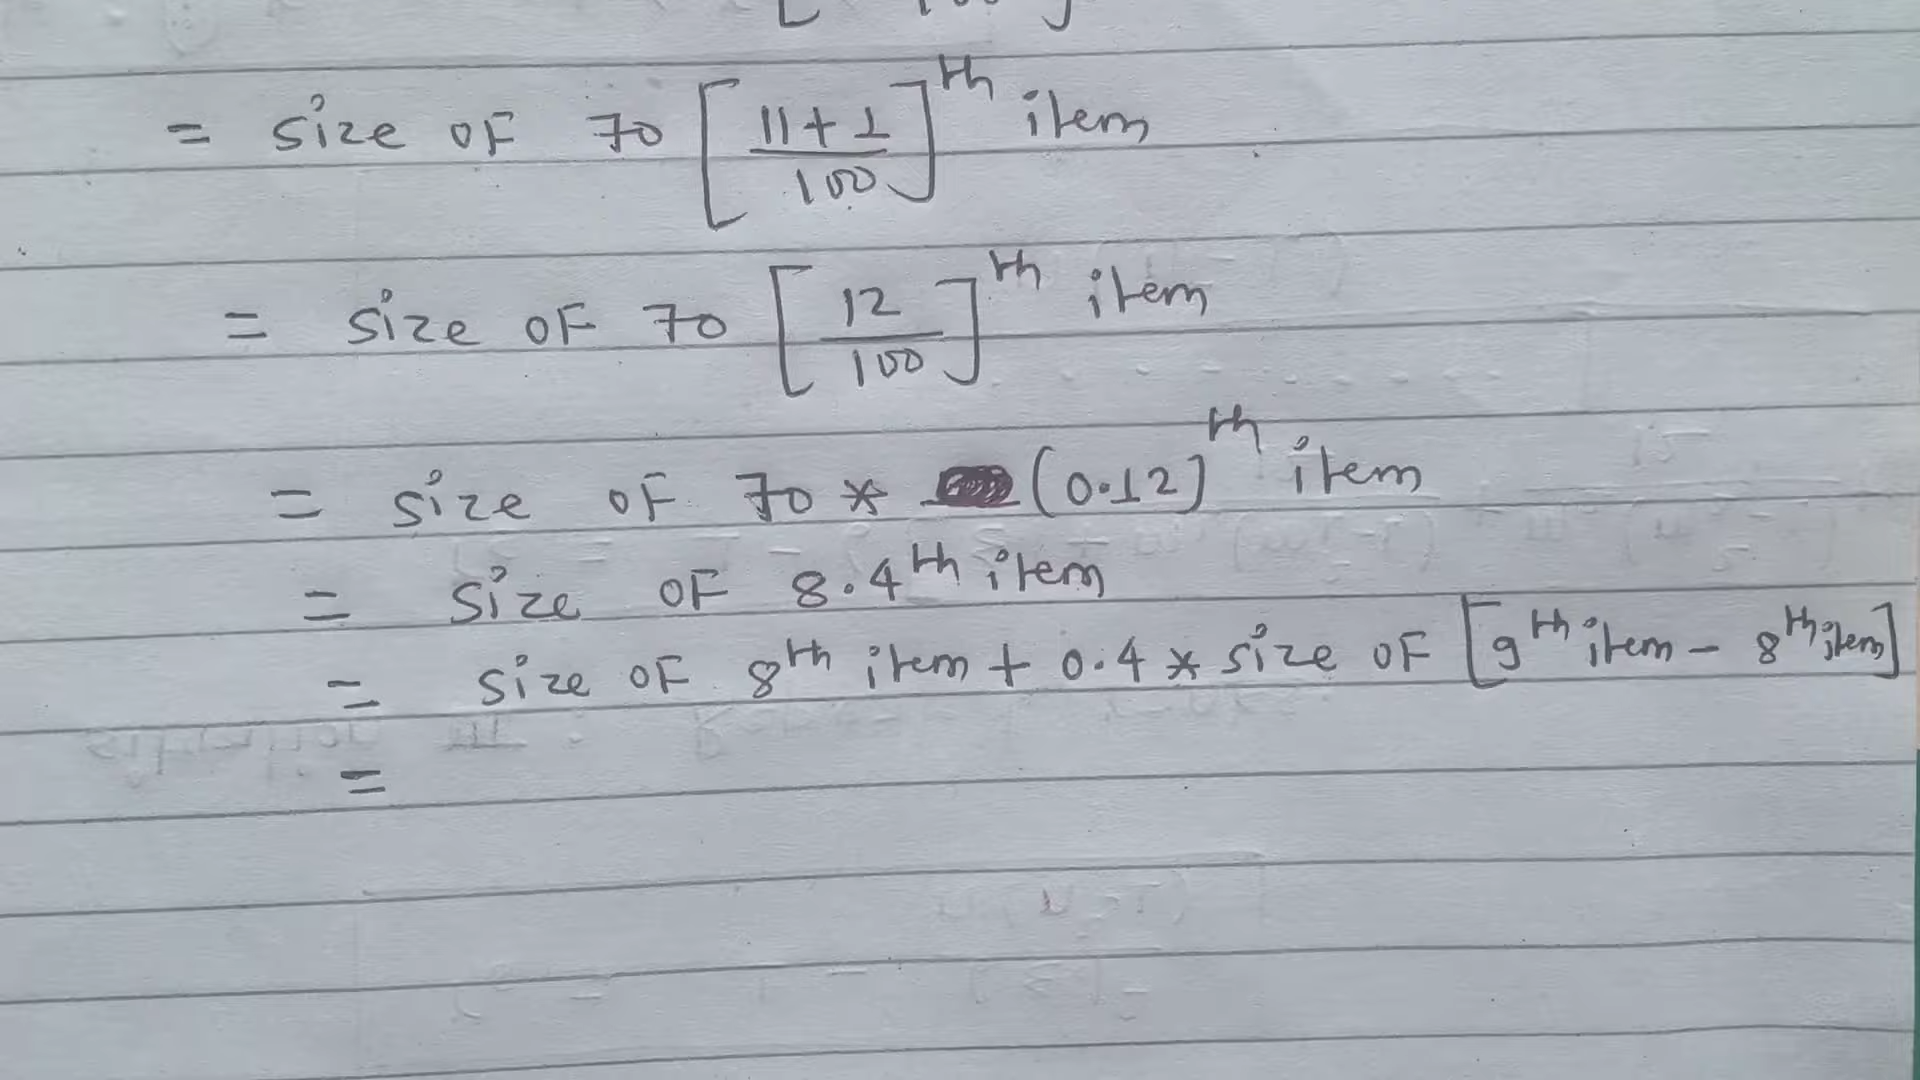 = size of 70 [11+1/100]th item
= size of 70 [12/100]th item
= size of 70 * (0.12)th item
= size of 8.4th item
= size of 8th item + 0.4 * size of [9th item - 8th item]
=